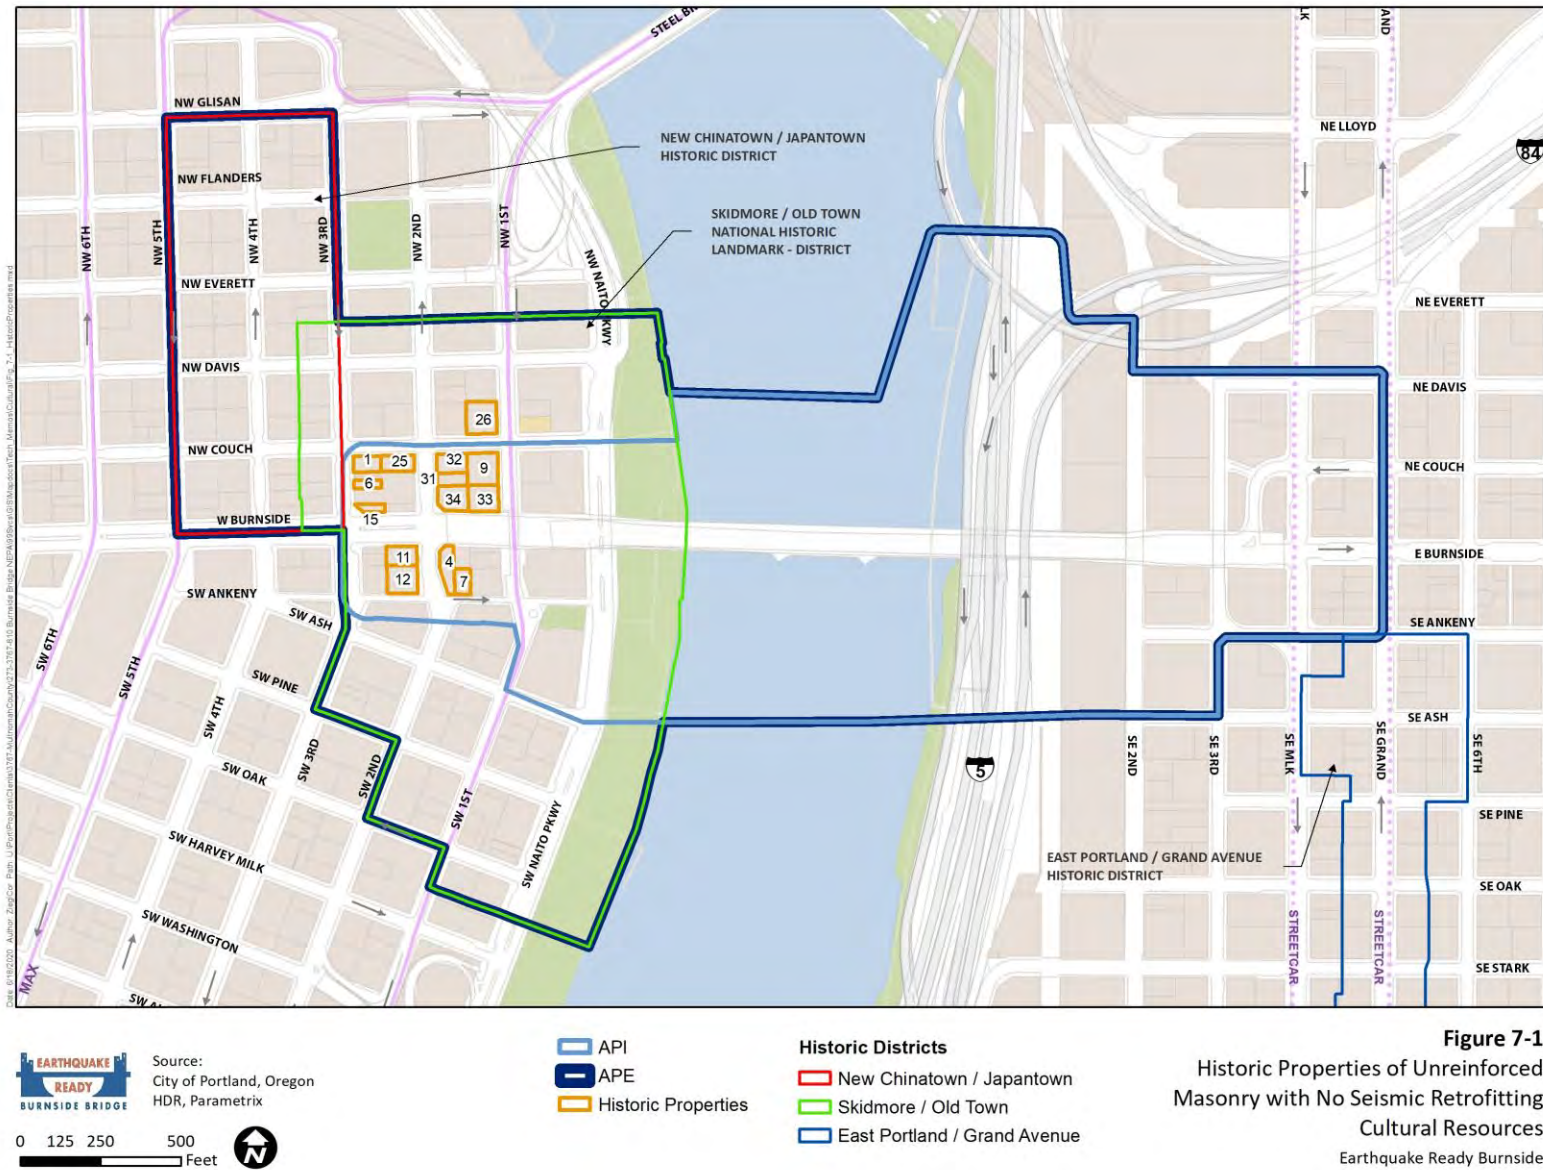 STEEL BR
LK
AND
NW GLISAN
NE LLOYD
84
NEW CHINATOWN / JAPANTOWN
HISTORIC DISTRICT
NW FLANDERS
SKIDMORE / OLD TOWN
NATIONAL HISTORIC
LANDMARK - DISTRICT
NW 6TH
NW 5TH
NW 4TH
NW 3RD
NW 2ND
NW 1ST
NW NAITO PKWY
NW EVERETT
NE EVERETT
NW DAVIS
NE DAVIS
26
NW COUCH
1
25
32
9
NE COUCH
6
31
34
33
W BURNSIDE
15
11
4
E BURNSIDE
12
7
SW ANKENY
SW ASH
SE ANKENY
SW 6TH
SW 5TH
SW PINE
SW 4TH
SE ASH
SW 3RD
SW 2ND
SE 2ND
SE 3RD
SE MLK
SE GRAND
SE 6TH
SW OAK
5
SW 1ST
SW NAITO PKWY
SE PINE
SW HARVEY MILK
EAST PORTLAND / GRAND AVENUE
HISTORIC DISTRICT
SE OAK
SW WASHINGTON
STREETCAR
STREETCAR
MAX
SE STARK
SW A
EARTHQUAKE
READY
BURNSIDE BRIDGE
Source:
City of Portland, Oregon
HDR, Parametrix
0 125 250 500
Feet
N
API
APE
Historic Properties
Historic Districts
New Chinatown / Japantown
Skidmore / Old Town
East Portland / Grand Avenue
Figure 7-1
Historic Properties of Unreinforced
Masonry with No Seismic Retrofitting
Cultural Resources
Earthquake Ready Burnside